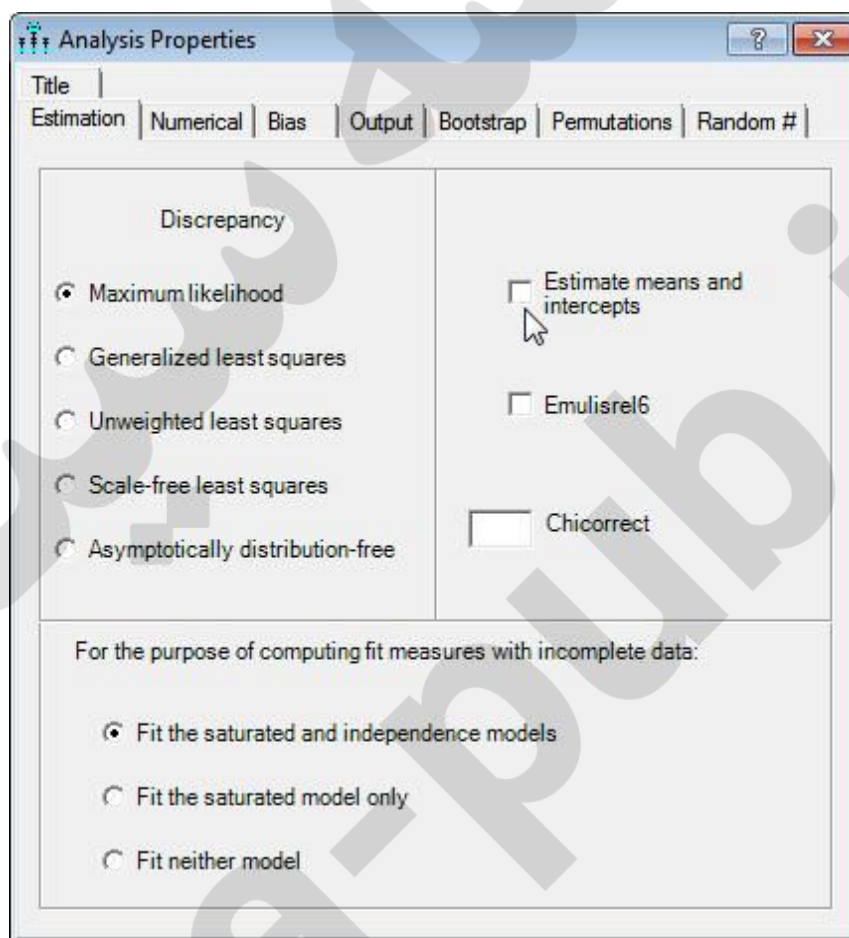 Analysis Properties
Title
Estimation Numerical Bias Output Bootstrap Permutations Random #
Discrepancy
Maximum likelihood
Generalized least squares
Unweighted least squares
Scale-free least squares
Asymptotically distribution-free
Estimate means and
intercepts
Emulisrel6
Chicorrect
For the purpose of computing fit measures with incomplete data:
Fit the saturated and independence models
Fit the saturated model only
Fit neither model